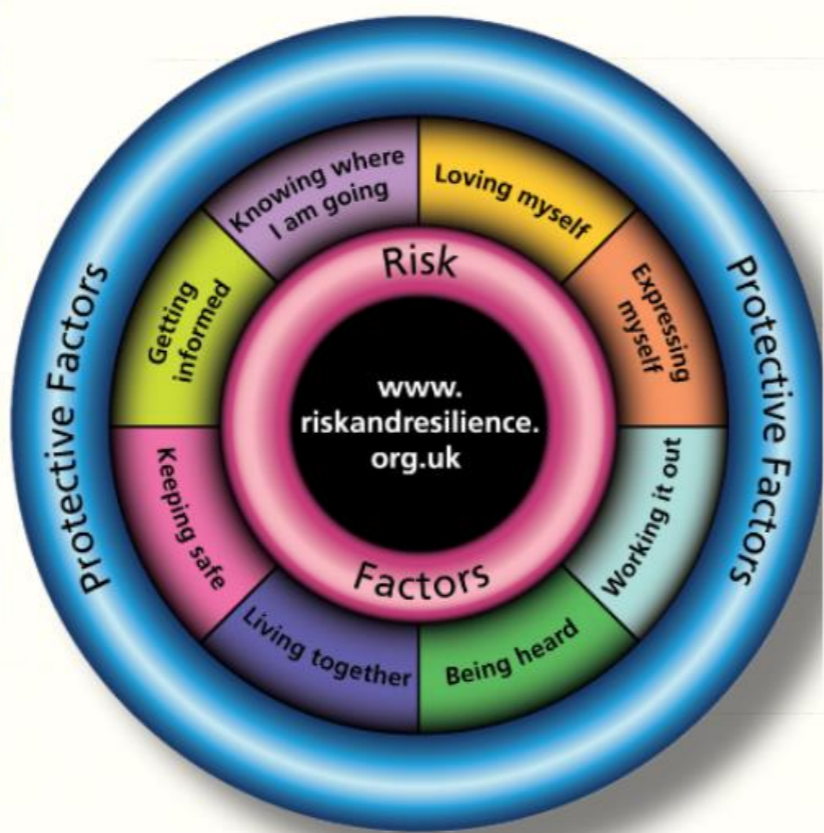 Protective Factors
Protective Factors
Knowing where
I am going
Loving myself
Expressing
myself
Working it out
Being heard
Living together
Keeping safe
Getting
informed
Risk
Factors
www.
riskandresilience.
org.uk